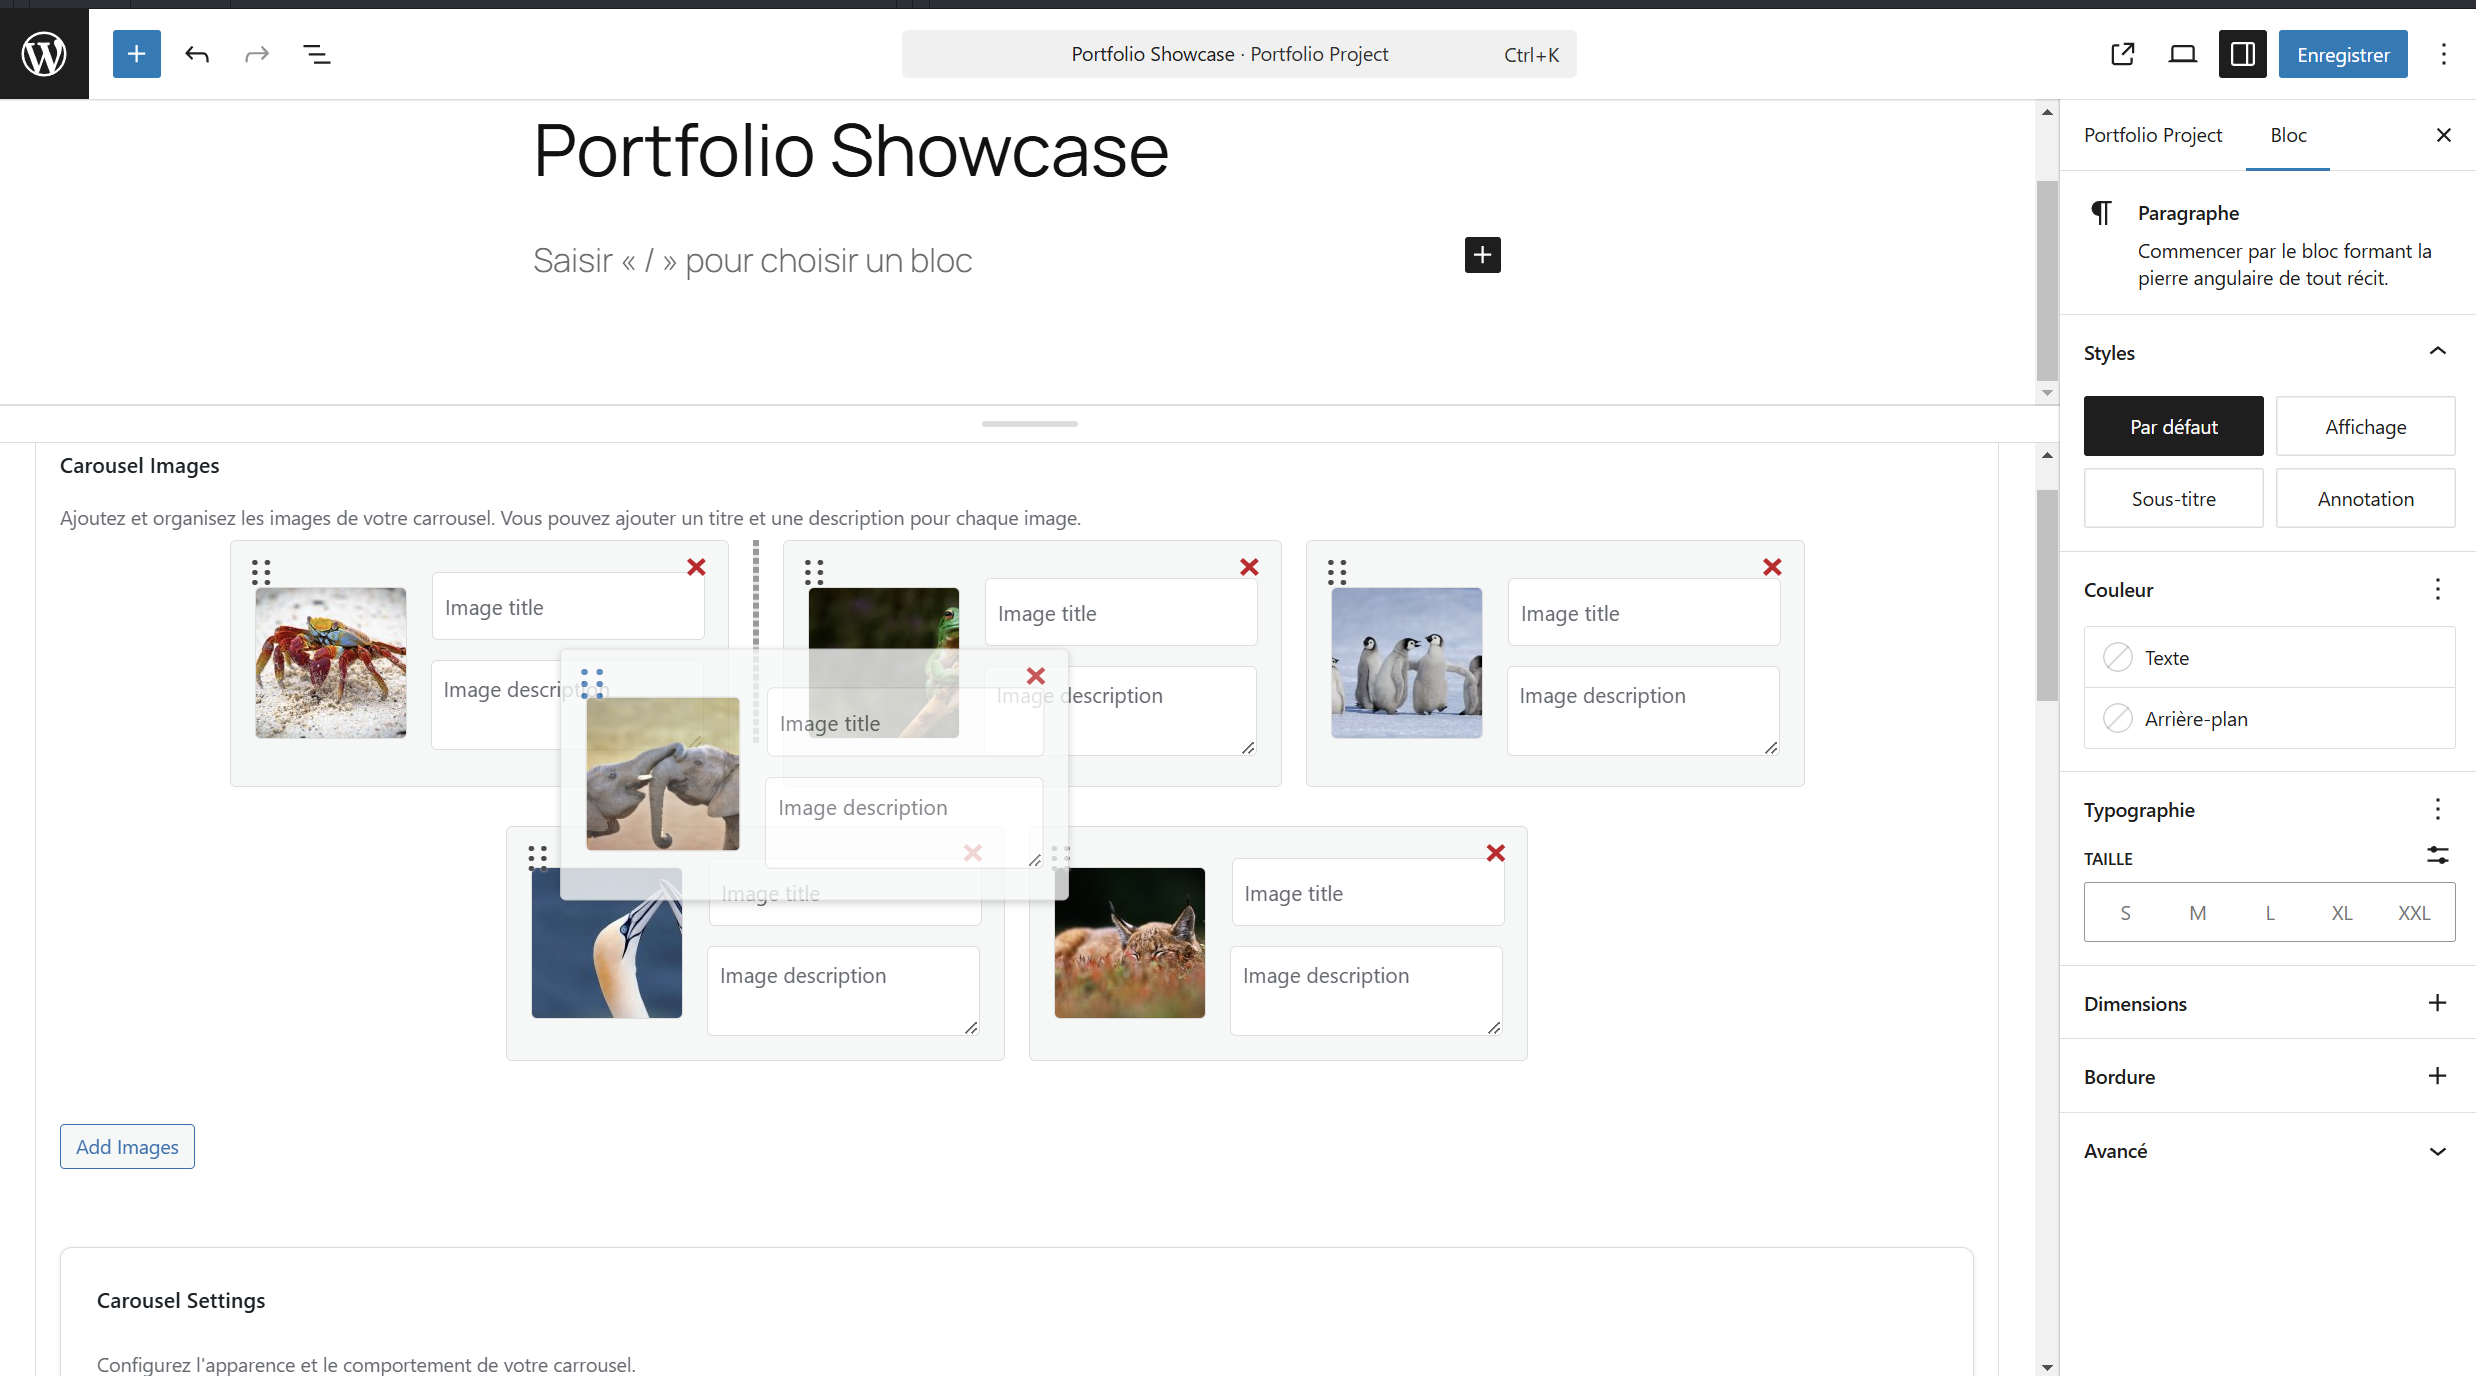 Portfolio Showcase · Portfolio Project Ctrl+K
Enregistrer
Portfolio Showcase
Saisir « / » pour choisir un bloc
Carousel Images
Ajoutez et organisez les images de votre carrousel. Vous pouvez ajouter un titre et une description pour chaque image.
Image title
Image description
Image title
Image description
Image title
Image description
Image title
Image description
Image title
Image description
Image title
Image description
Add Images
Carousel Settings
Configurez l'apparence et le comportement de votre carrousel.
Portfolio Project
Bloc
Paragraphe
Commencer par le bloc formant la
pierre angulaire de tout récit.
Styles
Par défaut
Affichage
Sous-titre
Annotation
Couleur
Texte
Arrière-plan
Typographie
TAILLE
S M L XL XXL
Dimensions
Bordure
Avancé